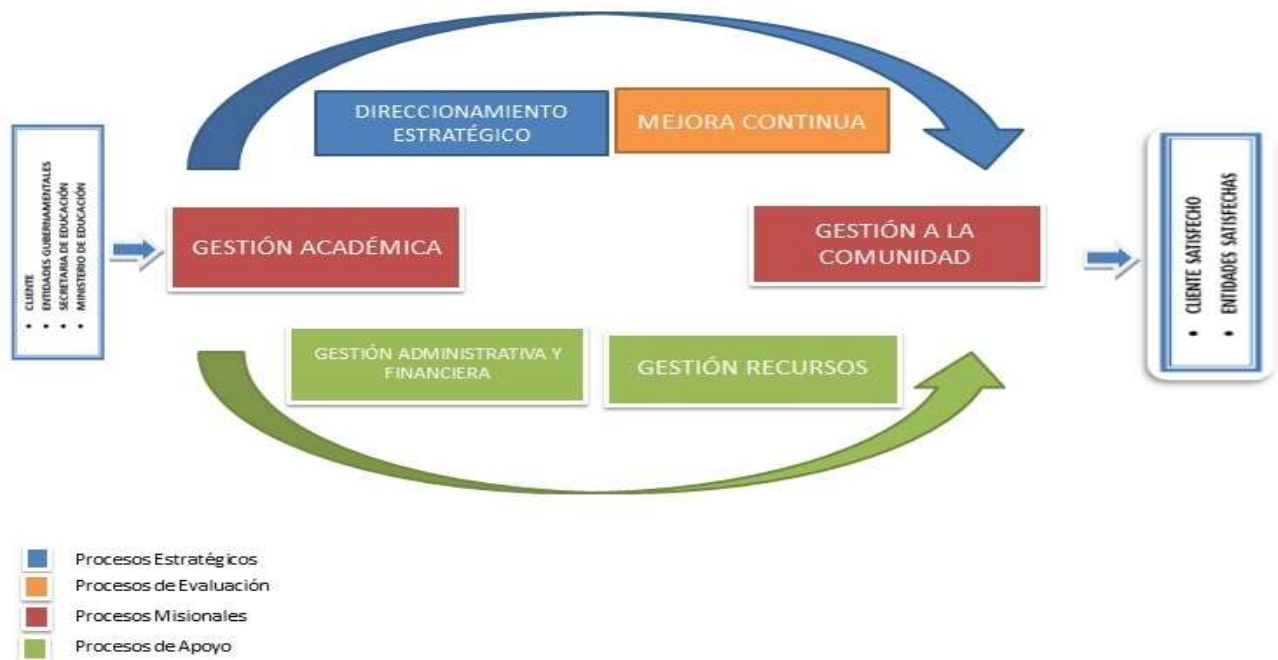 DIRECCIONAMIENTO
ESTRATÉGICO
MEJORA CONTINUA
• CLIENTE
• ENTIDADES GUBERNAMENTALES
• SECRETARIA DE EDUCACIÓN
• MINISTERIO DE EDUCACIÓN
GESTIÓN ACADÉMICA
GESTIÓN A LA
COMUNIDAD
• CLIENTE SATISFECHO
• ENTIDADES SATISFECHAS
GESTIÓN ADMINISTRATIVA Y
FINANCIERA
GESTIÓN RECURSOS
Procesos Estratégicos
Procesos de Evaluación
Procesos Misionales
Procesos de Apoyo